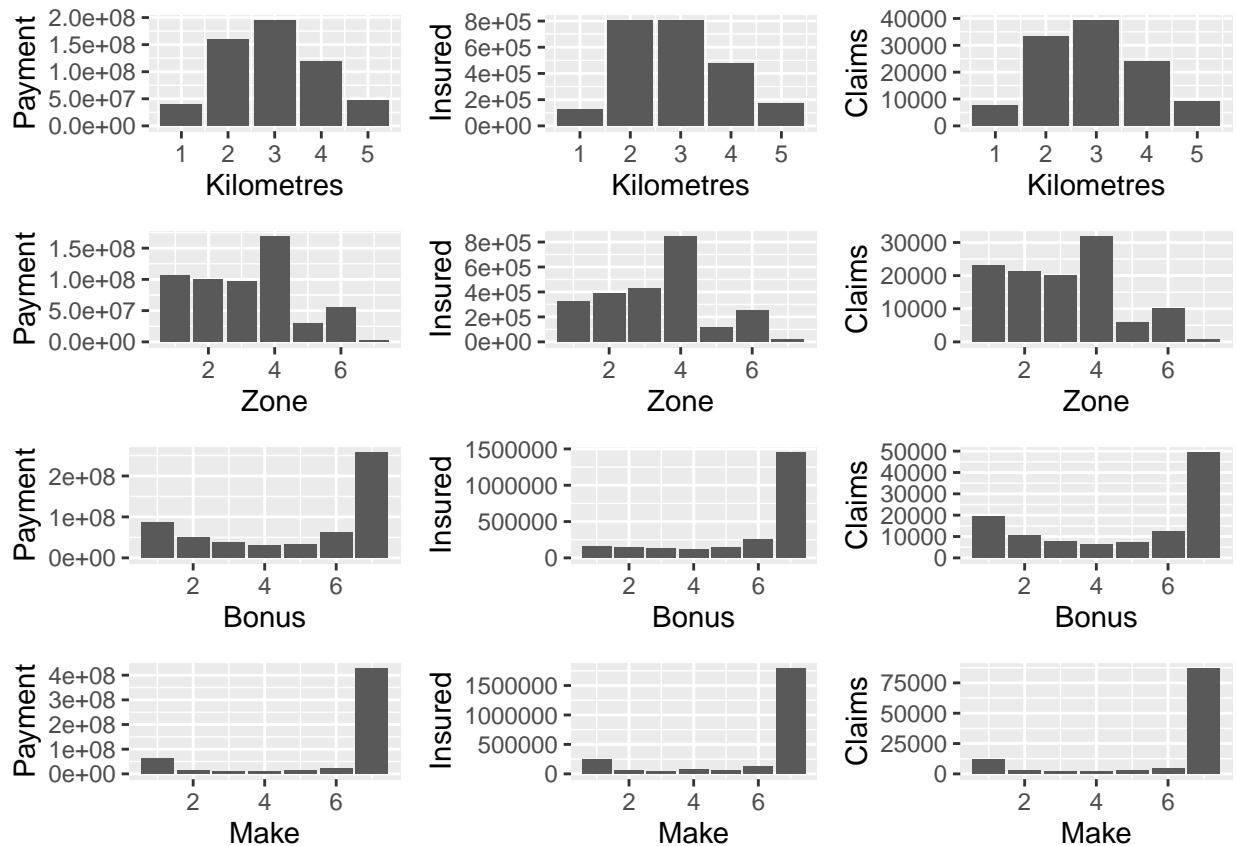 Payment
2.0e+08
1.5e+08
1.0e+08
5.0e+07
0.0e+00
1 2 3 4 5
Kilometres
Insured
8e+05
6e+05
4e+05
2e+05
0e+00
1 2 3 4 5
Kilometres
Claims
40000
30000
20000
10000
0
1 2 3 4 5
Kilometres
Payment
1.5e+08
1.0e+08
5.0e+07
0.0e+00
2 4 6
Zone
Insured
8e+05
6e+05
4e+05
2e+05
0e+00
2 4 6
Zone
Claims
30000
20000
10000
0
2 4 6
Zone
Payment
2e+08
1e+08
0e+00
2 4 6
Bonus
Insured
1500000
1000000
500000
0
2 4 6
Bonus
Claims
50000
40000
30000
20000
10000
0
2 4 6
Bonus
Payment
4e+08
3e+08
2e+08
1e+08
0e+00
2 4 6
Make
Insured
1500000
1000000
500000
0
2 4 6
Make
Claims
75000
50000
25000
0
2 4 6
Make